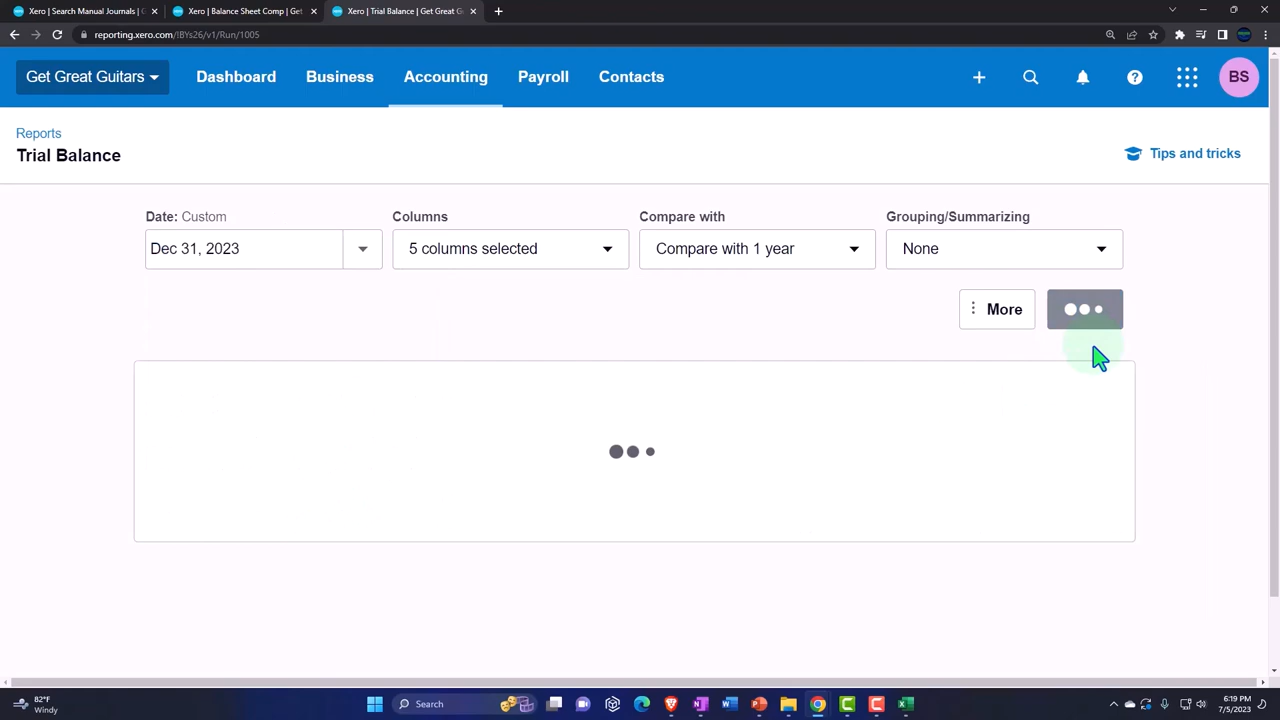 Xero | Search Manual Journals | G
Xero | Balance Sheet Comp | Get
Xero | Trial Balance | Get Great G
reporting.xero.com/!BYs26/v1/Run/1005
Get Great Guitars
Dashboard
Business
Accounting
Payroll
Contacts
BS
Reports
Trial Balance
Tips and tricks
Date: Custom
Columns
Compare with
Grouping/Summarizing
Dec 31, 2023
5 columns selected
Compare with 1 year
None
More
82°F
Windy
Search
6:19 PM
7/5/2023